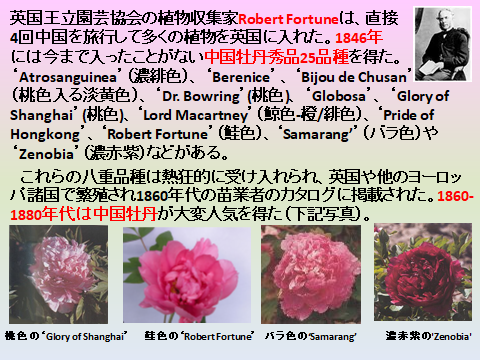 英国王立園芸協会の植物収集家Robert Fortuneは、直接
4回中国を旅行して多くの植物を英国に入れた。1846年
には今まで入ったことがない中国牡丹秀品25品種を得た。
‘Atrosanguinea’（濃緋色）、‘Berenice’、‘Bijou de Chusan’
（桃色入る淡黄色）、‘Dr. Bowring’(桃色)、‘Globosa’、‘Glory of
Shanghai’(桃色)、‘Lord Macartney’（鯨色-橙/緋色）、‘Pride of
Hongkong’、‘Robert Fortune’（鮭色）、‘Samarang’’（バラ色）や
‘Zenobia’（濃赤紫）などがある。
これらの八重品種は熱狂的に受け入れられ、英国や他のヨーロッ
パ諸国で繁殖され1860年代の苗業者のカタログに掲載された。1860-
1880年代は中国牡丹が大変人気を得た（下記写真）。
桃色の‘Glory of Shanghai’
鮭色の‘Robert Fortune’
バラ色の‘Samarang’
濃赤紫の‘Zenobia’